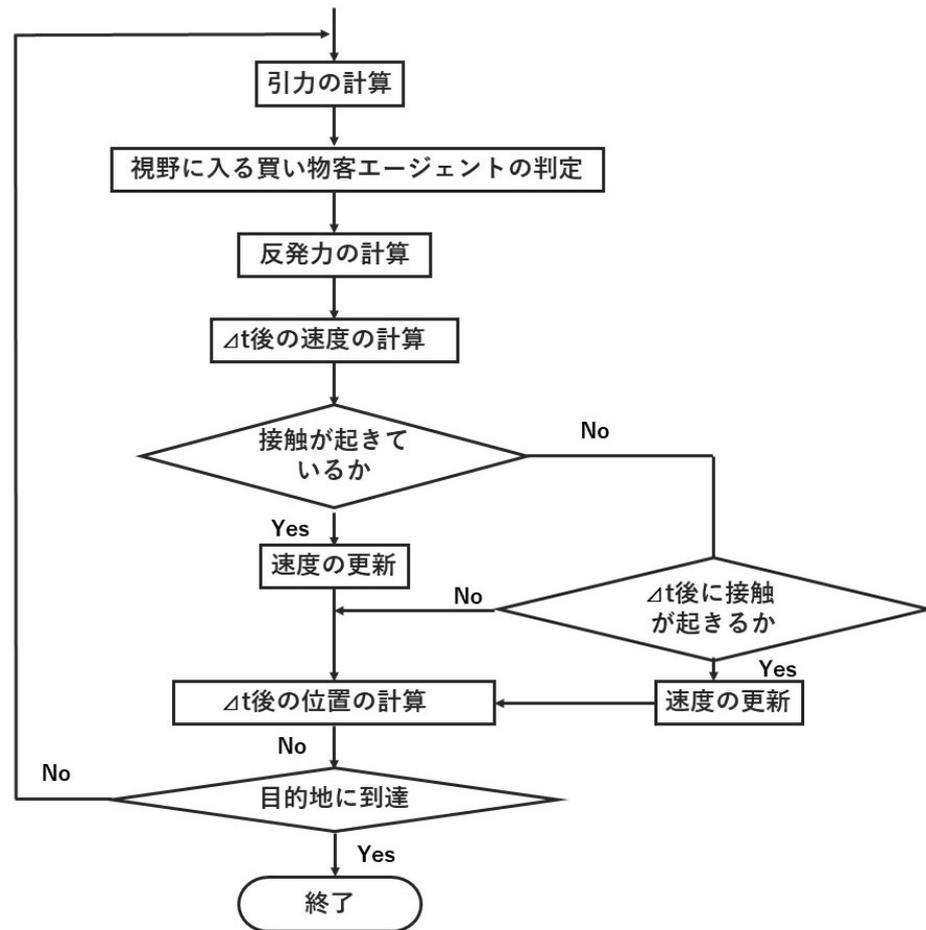 引力の計算
視野に入る買い物客エージェントの判定
反発力の計算
⊿t後の速度の計算
接触が起きて
いるか
No
Yes
速度の更新
No
⊿t後に接触
が起きるか
Yes
⊿t後の位置の計算
速度の更新
No
No
目的地に到達
Yes
終了